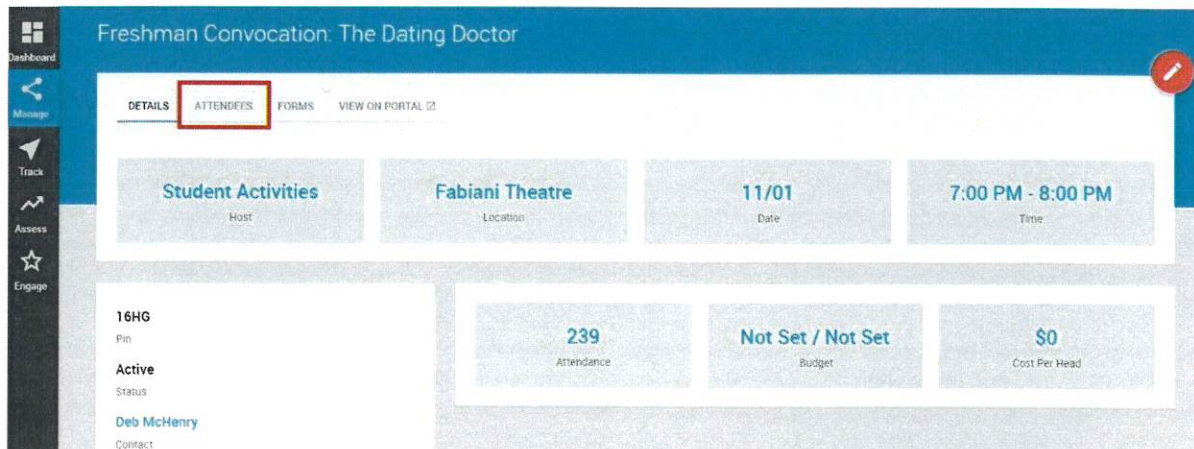 Freshman Convocation: The Dating Doctor
Dashboard
Manage
Track
Assess
Engage
DETAILS ATTENDEES FORMS VIEW ON PORTAL
Student Activities
Host
Fabiani Theatre
Location
11/01
Date
7:00 PM - 8:00 PM
Time
16HG
Pin
Active
Status
Deb McHenry
Contact
239
Attendance
Not Set / Not Set
Budget
$0
Cost Per Head